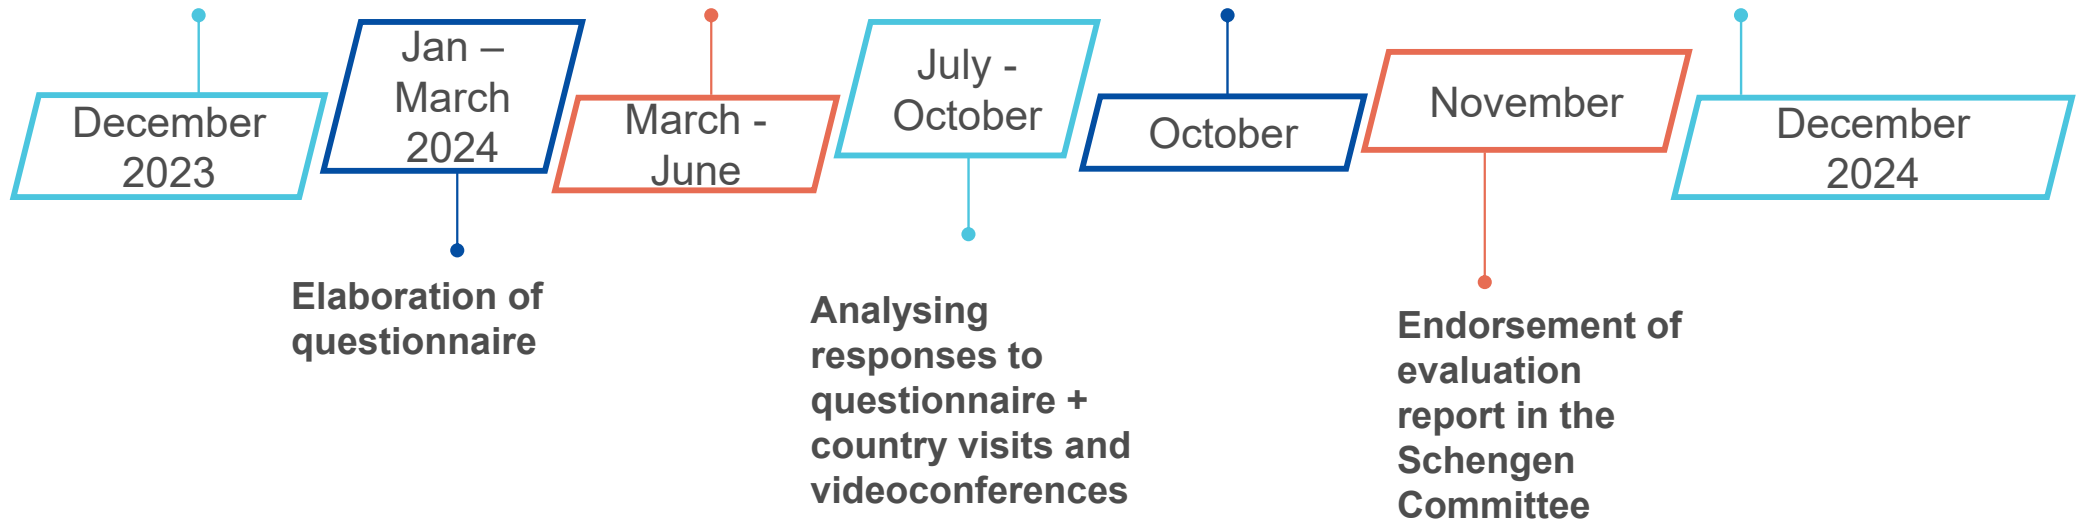 December
2023
Jan –
March
2024
March -
June
July -
October
October
November
December
2024
Elaboration of
questionnaire
Analysing
responses to
questionnaire +
country visits and
videoconferences
Endorsement of
evaluation
report in the
Schengen
Committee